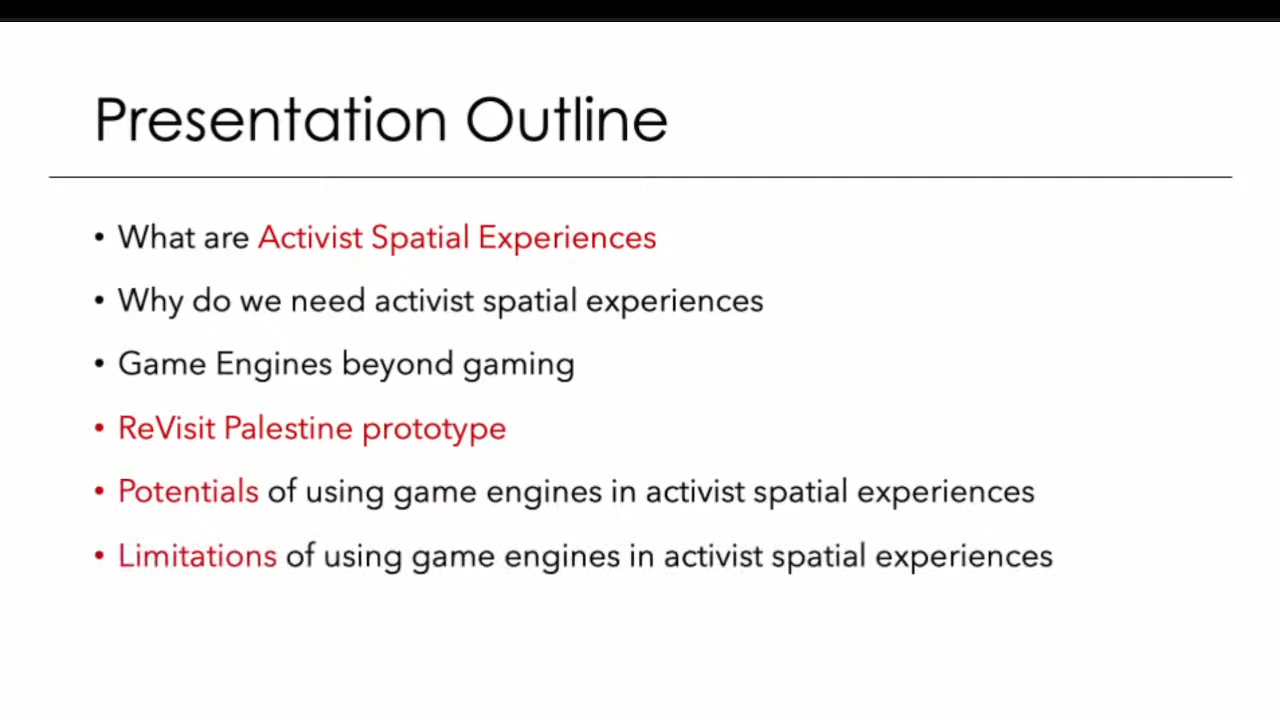 Presentation Outline
• What are Activist Spatial Experiences
• Why do we need activist spatial experiences
• Game Engines beyond gaming
• ReVisit Palestine prototype
• Potentials of using game engines in activist spatial experiences
• Limitations of using game engines in activist spatial experiences